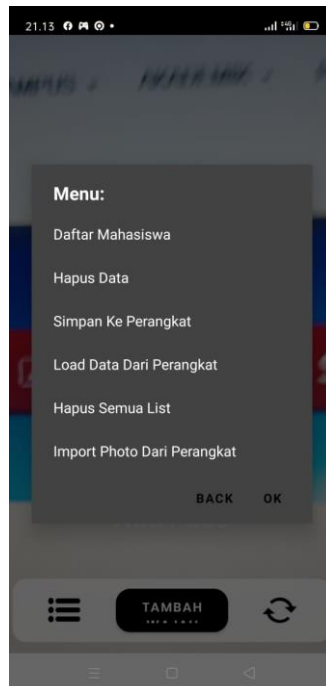 21.13
AKADEMIK
Menu:
Daftar Mahasiswa
Hapus Data
Simpan Ke Perangkat
Load Data Dari Perangkat
Hapus Semua List
Import Photo Dari Perangkat
BACK OK
TAMBAH